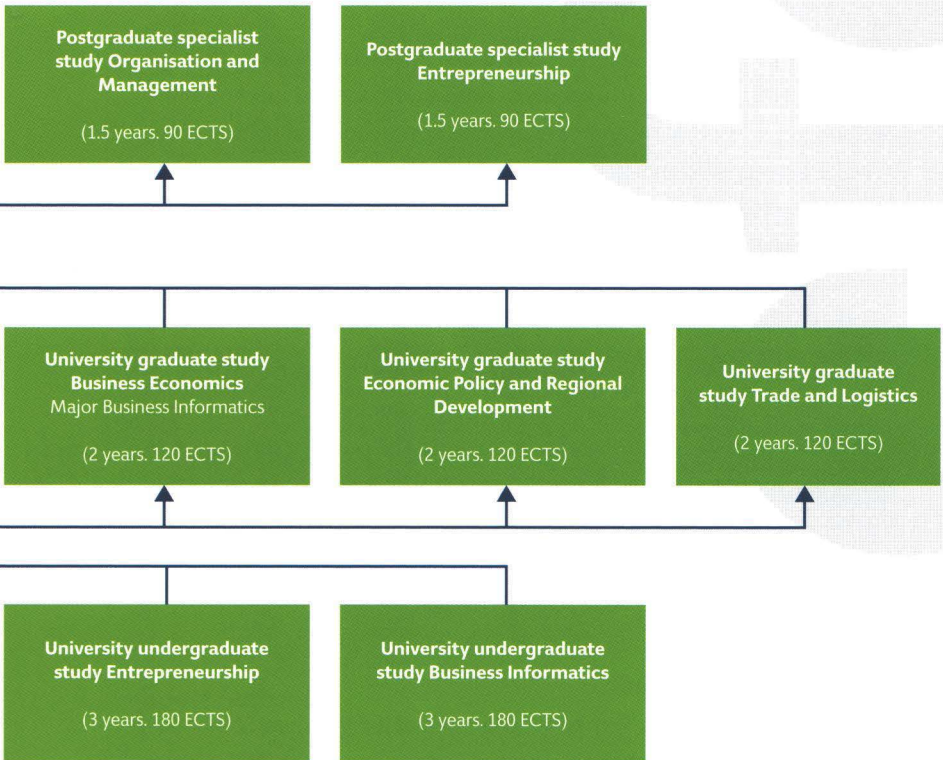 Postgraduate specialist
study Organisation and
Management
(1.5 years. 90 ECTS)
Postgraduate specialist study
Entrepreneurship
(1.5 years. 90 ECTS)
University graduate study
Business Economics
Major Business Informatics
(2 years. 120 ECTS)
University graduate study
Economic Policy and Regional
Development
(2 years. 120 ECTS)
University graduate
study Trade and Logistics
(2 years. 120 ECTS)
University undergraduate
study Entrepreneurship
(3 years. 180 ECTS)
University undergraduate
study Business Informatics
(3 years. 180 ECTS)